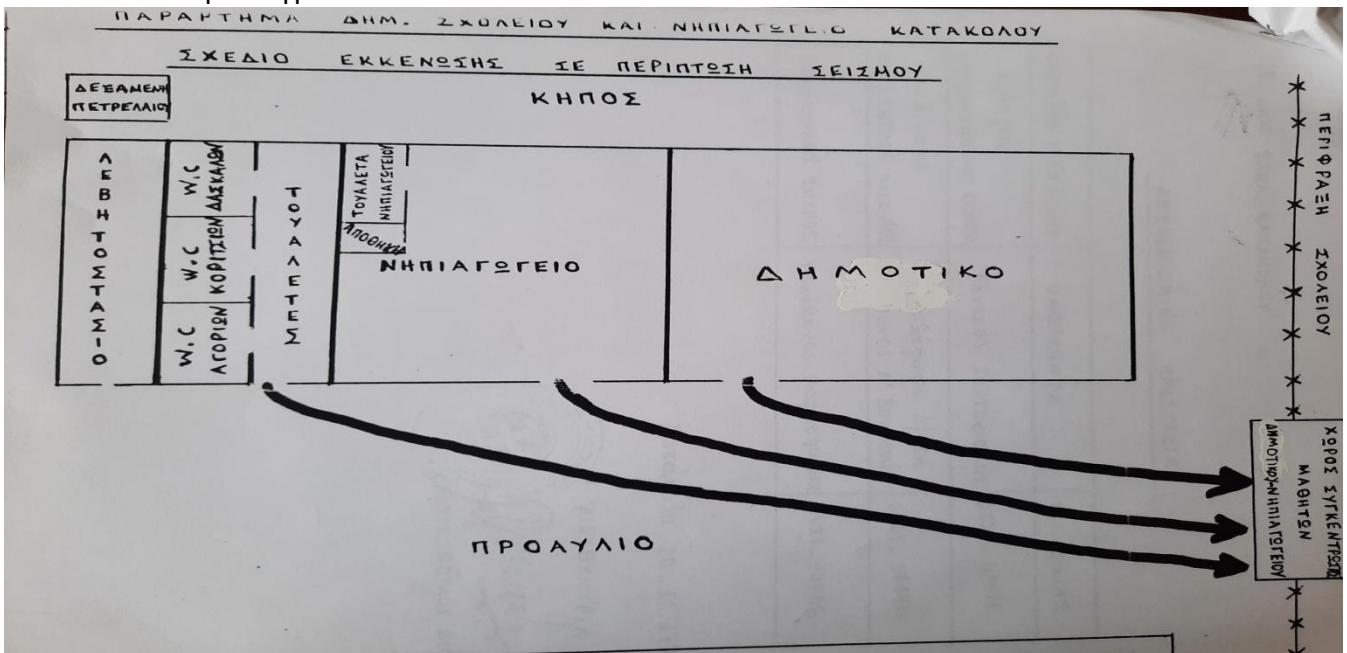 ΠΑΡΑΡΤΗΜΑ ΔΗΜ. ΣΧΟΛΕΙΟΥ ΚΑΙ ΝΗΠΙΑΓΩΓΕΙΟ ΚΑΤΑΚΟΛΟΥ
ΣΧΕΔΙΟ ΕΚΚΕΝΩΣΗΣ ΣΕ ΠΕΡΙΠΤΩΣΗ ΣΕΙΣΜΟΥ
ΔΕΞΑΜΕΝΗ
ΠΕΤΡΕΛΑΙΟΥ
ΚΗΠΟΣ
ΛΕΒΗΤΟΣΤΑΣΙΟ
W.C
ΔΑΣΚΑΛΩΝ
W.C
ΚΟΡΙΤΣΙΩΝ
W.C
ΑΓΟΡΙΩΝ
ΤΟΥΑΛΕΤΕΣ
ΤΟΥΑΛΕΤΑ
ΝΗΠΙΑΓΩΓΕΙΟΥ
ΑΠΟΘΗΚΗ
ΝΗΠΙΑΓΩΓΕΙΟ
ΔΗΜΟΤΙΚΟ
ΠΕΡΙΦΡΑΞΗ ΣΧΟΛΕΙΟΥ
ΧΩΡΟΣ ΣΥΓΚΕΝΤΡΩΣΗΣ
ΜΑΘΗΤΩΝ
ΔΗΜΟΤΙΚΟΥ-ΝΗΠΙΑΓΩΓΕΙΟΥ
ΠΡΟΑΥΛΙΟ